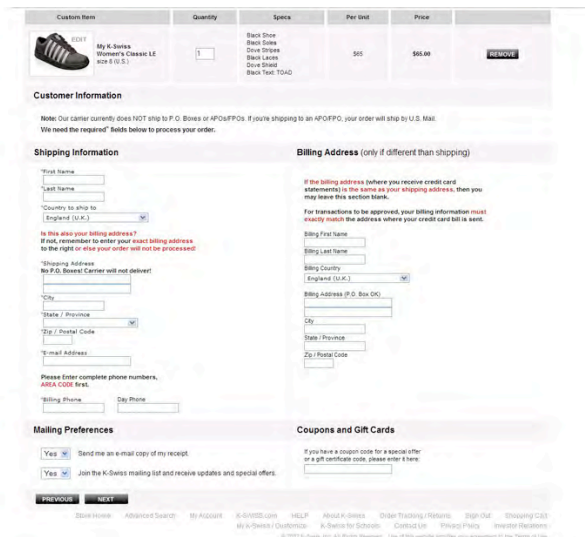 Custom Item Quantity Specs Per Unit Price
EDIT
My K-Swiss
Women's Classic LE
size 6 (U.S.)
1
Black Shoe
Black Soles
Dove Stripes
Black Laces
Dove Shield
Black Text: TOAD
$65 $65.00 REMOVE
Customer Information
Note: Our carrier currently does NOT ship to P.O. Boxes or APOs/FPOs. If you're shipping to an APO/FPO, your order will ship by U.S. Mail.
We need the required* fields below to process your order.
Shipping Information
*First Name
*Last Name
*Country to ship to
England (U.K.)
Is this also your billing address?
If not, remember to enter your exact billing address
to the right or else your order will not be processed!
*Shipping Address
No P.O. Boxes! Carrier will not deliver!
*City
*State / Province
*Zip / Postal Code
*E-mail Address
Please Enter complete phone numbers,
AREA CODE first.
*Billing Phone Day Phone
Billing Address (only if different than shipping)
If the billing address (where you receive credit card
statements) is the same as your shipping address, then you
may leave this section blank.
For transactions to be approved, your billing information must
exactly match the address where your credit card bill is sent.
Billing First Name
Billing Last Name
Billing Country
England (U.K.)
Billing Address (P.O. Box OK)
City
State / Province
Zip / Postal Code
Mailing Preferences
Yes Send me an e-mail copy of my receipt.
Yes Join the K-Swiss mailing list and receive updates and special offers.
Coupons and Gift Cards
If you have a coupon code for a special offer
or a gift certificate code, please enter it here:
PREVIOUS NEXT
Store Home Advanced Search My Account K-SWISS.com HELP About K-Swiss Order Tracking / Returns Sign Out Shopping Cart
My K-Swiss / Customize K-Swiss for Schools Contact Us Privacy Policy Investor Relations